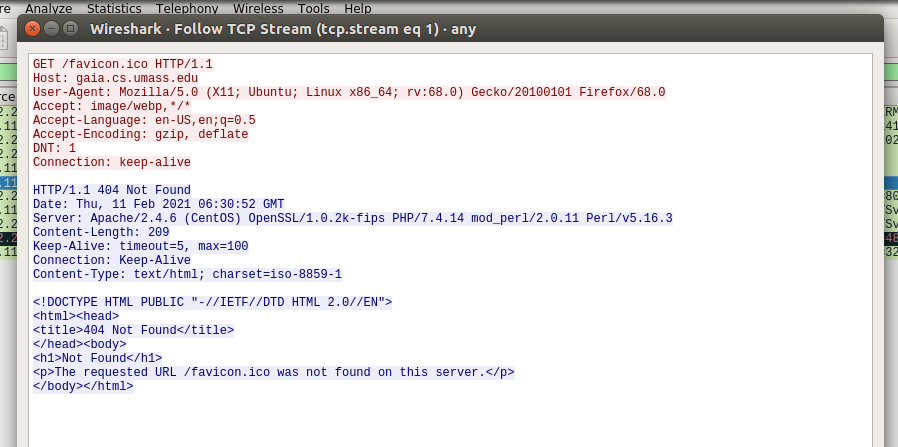 Analyze Statistics Telephony Wireless Tools Help
Wireshark · Follow TCP Stream (tcp.stream eq 1) · any
GET /favicon.ico HTTP/1.1
Host: gaia.cs.umass.edu
User-Agent: Mozilla/5.0 (X11; Ubuntu; Linux x86_64; rv:68.0) Gecko/20100101 Firefox/68.0
Accept: image/webp,*/*
Accept-Language: en-US,en;q=0.5
Accept-Encoding: gzip, deflate
DNT: 1
Connection: keep-alive
HTTP/1.1 404 Not Found
Date: Thu, 11 Feb 2021 06:30:52 GMT
Server: Apache/2.4.6 (CentOS) OpenSSL/1.0.2k-fips PHP/7.4.14 mod_perl/2.0.11 Perl/v5.16.3
Content-Length: 209
Keep-Alive: timeout=5, max=100
Connection: Keep-Alive
Content-Type: text/html; charset=iso-8859-1
<!DOCTYPE HTML PUBLIC "-//IETF//DTD HTML 2.0//EN">
<html><head>
<title>404 Not Found</title>
</head><body>
<h1>Not Found</h1>
<p>The requested URL /favicon.ico was not found on this server.</p>
</body></html>